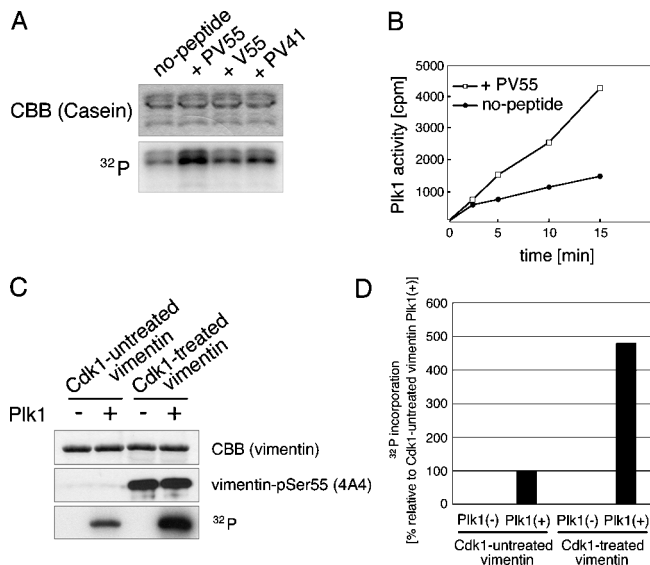 A
no-peptide
+ PV55
+ V55
+ PV41
CBB (Casein)
32P
B
+ PV55
no-peptide
Plk1 activity [cpm]
5000
4000
3000
2000
1000
0
5
10
15
time [min]
C
Cdk1-untreated
vimentin
Cdk1-treated
vimentin
Plk1
- + - +
CBB (vimentin)
vimentin-pSer55 (4A4)
32P
D
32P incorporation
[% relative to Cdk1-untreated vimentin Plk1(+)]
600
500
400
300
200
100
0
Plk1(-) Plk1(+) Plk1(-) Plk1(+)
Cdk1-untreated
vimentin
Cdk1-treated
vimentin